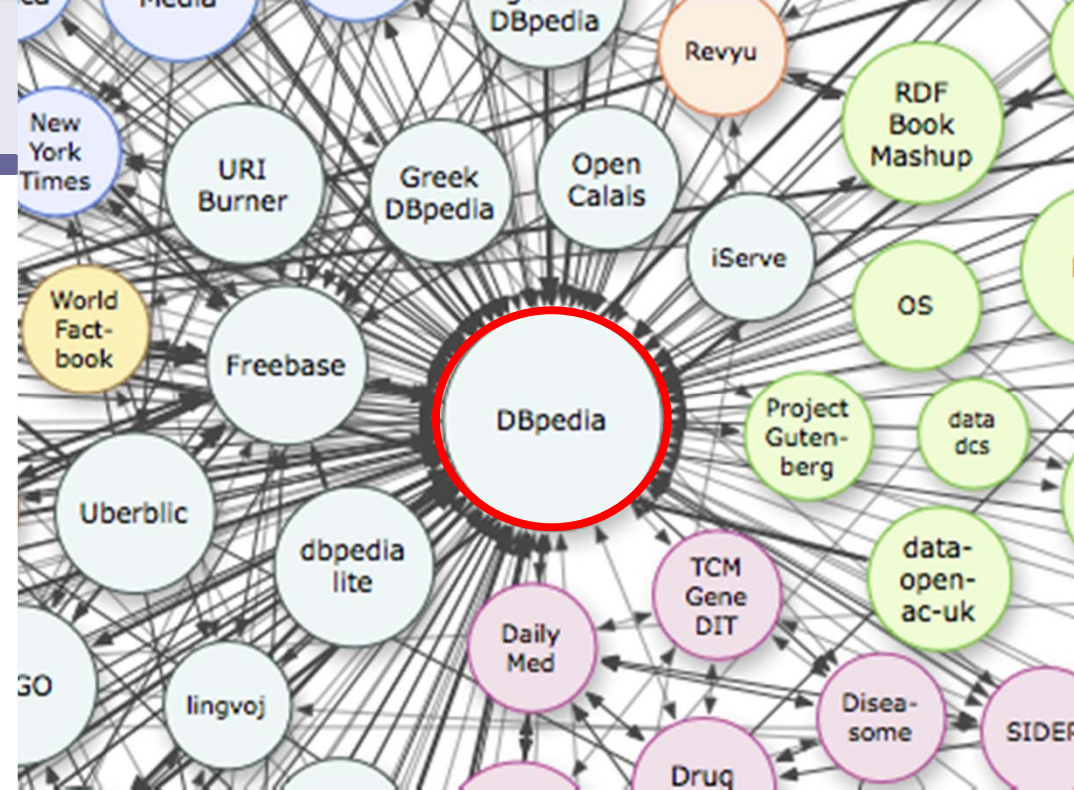 Media
DBpedia
Revyu
RDF
Book
Mashup
New
York
Times
URI
Burner
Greek
DBpedia
Open
Calais
iServe
World
Fact-
book
Freebase
OS
DBpedia
Project
Guten-
berg
data
dcs
Uberblic
dbpedia
lite
TCM
Gene
DIT
data-
open-
ac-uk
Daily
Med
GO
lingvoj
Disea-
some
SIDER
Drug